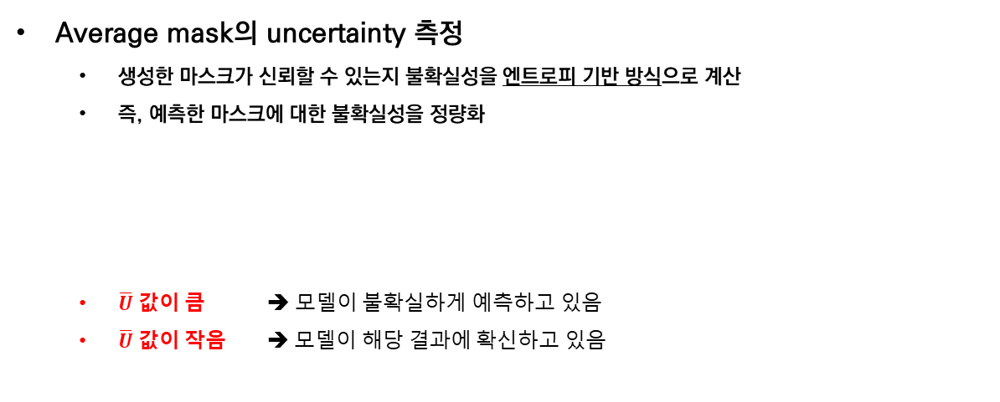 • Average mask의 uncertainty 측정
• 생성한 마스크가 신뢰할 수 있는지 불확실성을 엔트로피 기반 방식으로 계산
• 즉, 예측한 마스크에 대한 불확실성을 정량화
• U̅ 값이 큼 ➔ 모델이 불확실하게 예측하고 있음
• U̅ 값이 작음 ➔ 모델이 해당 결과에 확신하고 있음